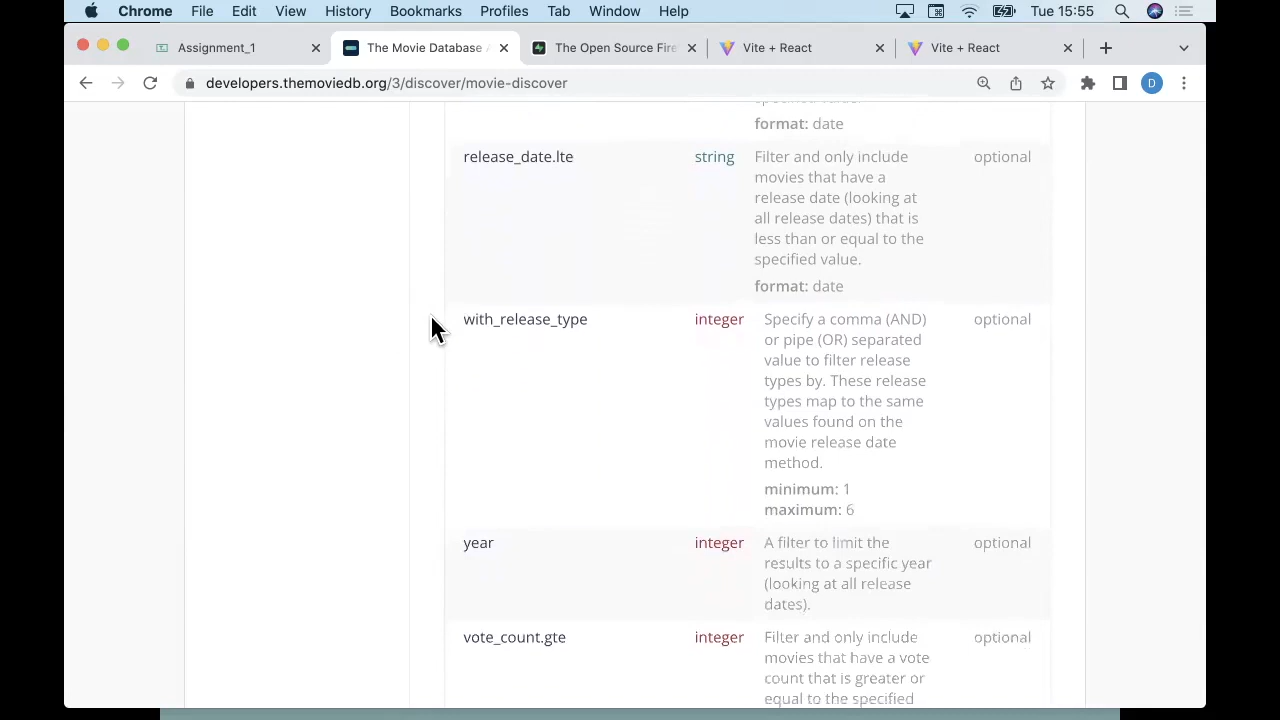 Chrome File Edit View History Bookmarks Profiles Tab Window Help Tue 15:55
Assignment_1 The Movie Database The Open Source Fire Vite + React Vite + React
developers.themoviedb.org/3/discover/movie-discover D
specified value.
format: date
release_date.lte string Filter and only include optional
movies that have a
release date (looking at
all release dates) that is
less than or equal to the
specified value.
format: date
with_release_type integer Specify a comma (AND) optional
or pipe (OR) separated
value to filter release
types by. These release
types map to the same
values found on the
movie release date
method.
minimum: 1
maximum: 6
year integer A filter to limit the optional
results to a specific year
(looking at all release
dates).
vote_count.gte integer Filter and only include optional
movies that have a vote
count that is greater or
equal to the specified